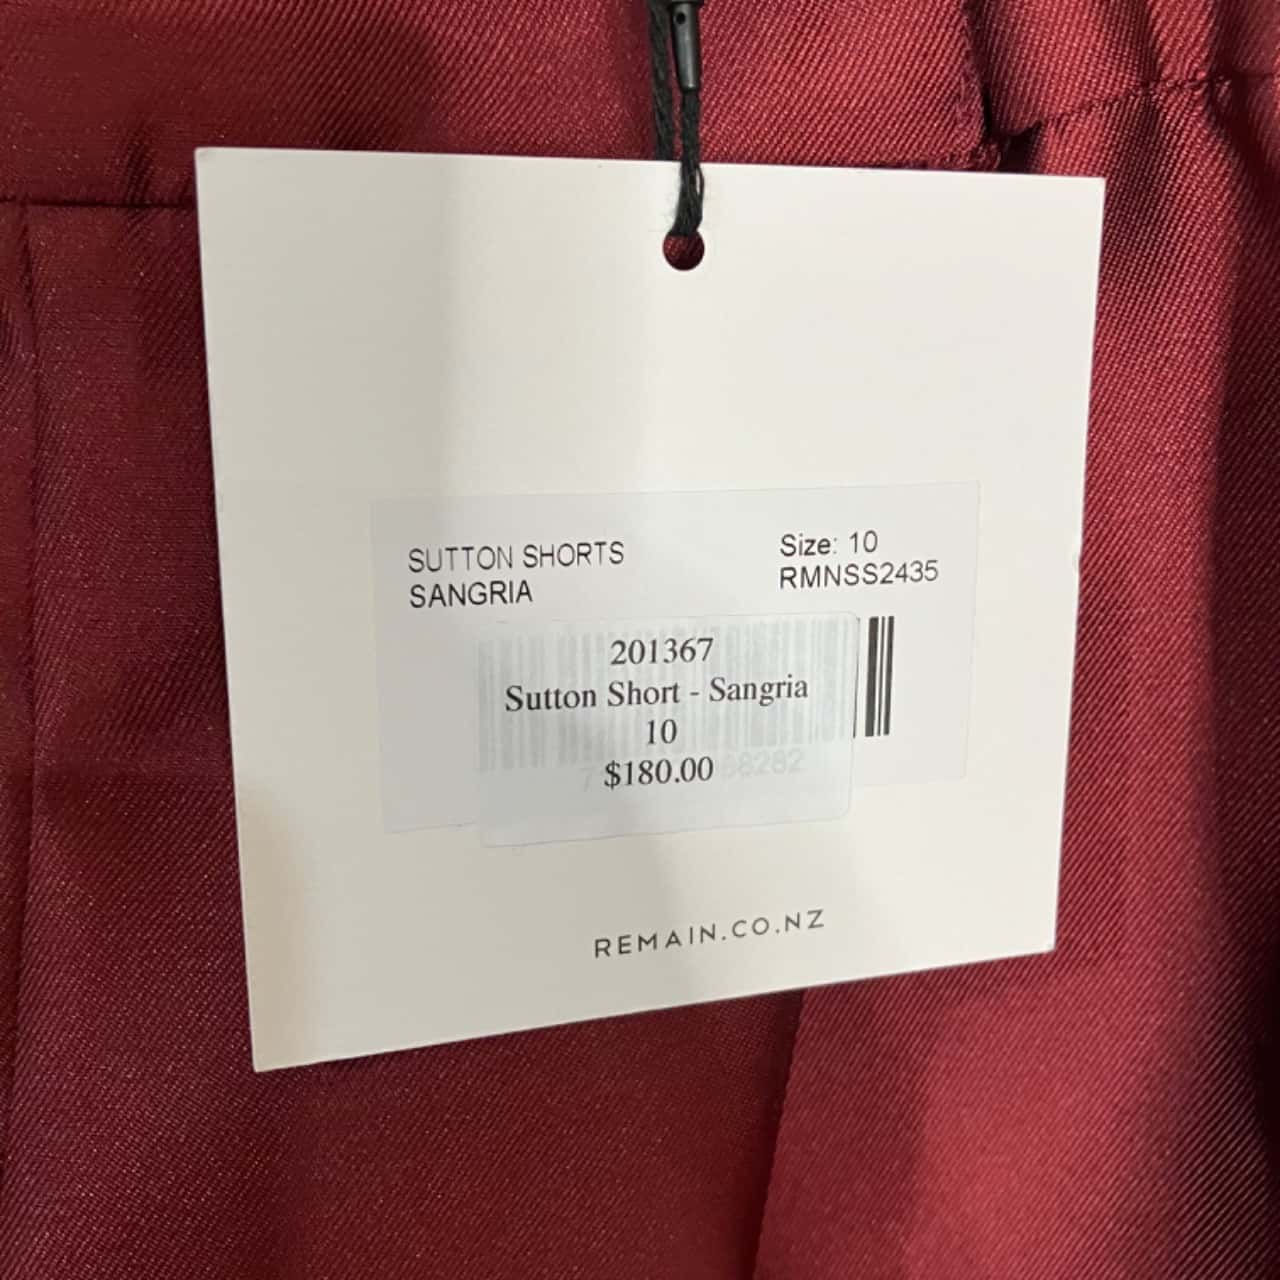 SUTTON SHORTS
SANGRIA
Size: 10
RMNSS2435
201367
Sutton Short - Sangria
10
$180.00
REMAIN.CO.NZ